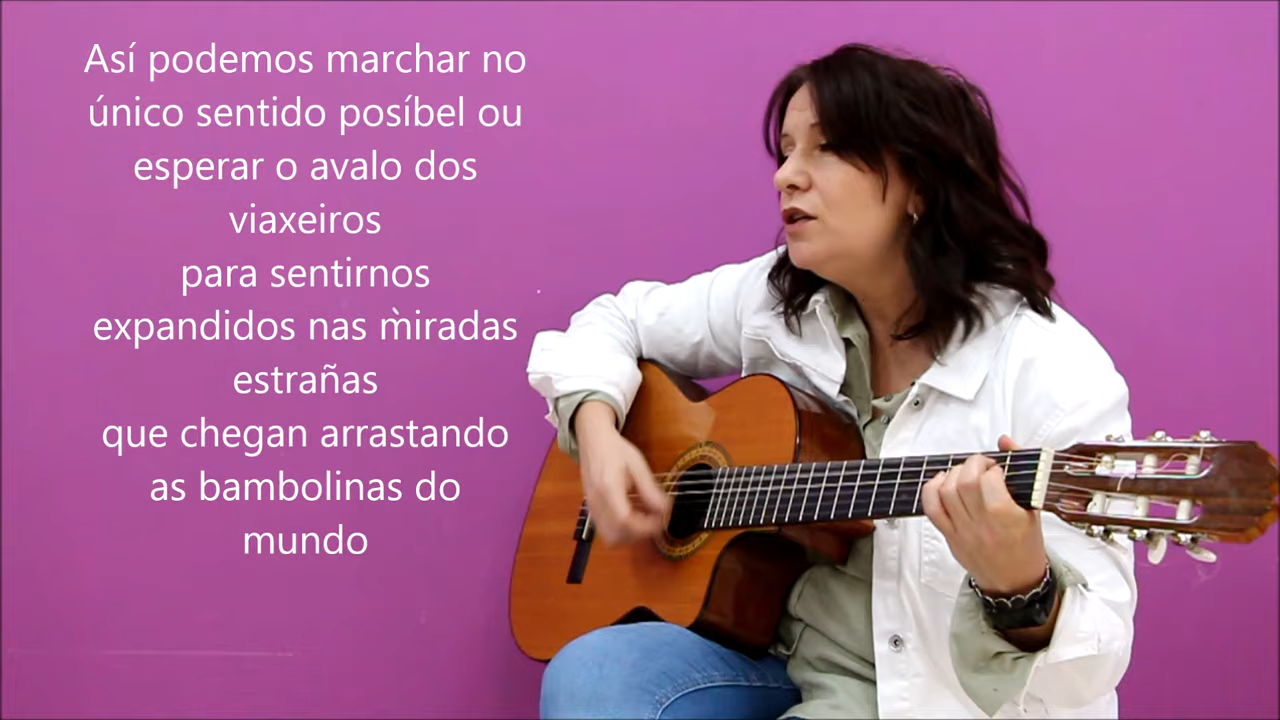 Así podemos marchar no
único sentido posíbel ou
esperar o avalo dos
viaxeiros
para sentirnos
expandidos nas miradas
estrañas
que chegan arrastando
as bambolinas do
mundo